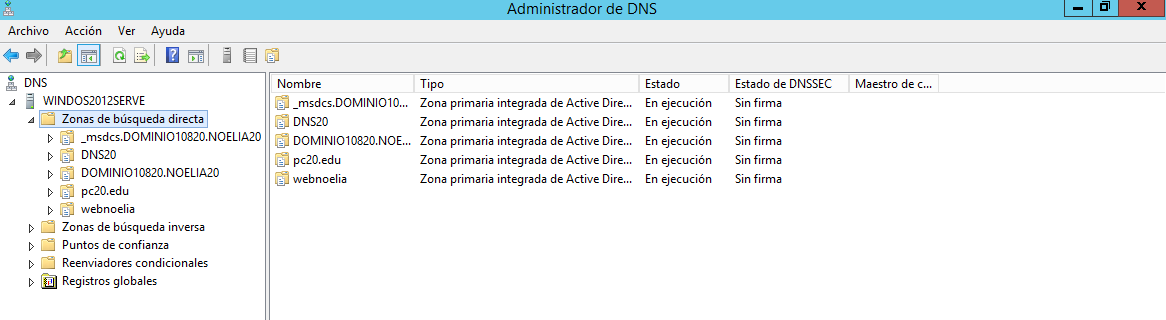 Administrador de DNS
Archivo Acción Ver Ayuda
DNS
WINDOS2012SERVE
Zonas de búsqueda directa
_msdcs.DOMINIO10820.NOELIA20
DNS20
DOMINIO10820.NOELIA20
pc20.edu
webnoelia
Zonas de búsqueda inversa
Puntos de confianza
Reenviadores condicionales
Registros globales
Nombre Tipo Estado Estado de DNSSEC Maestro de c...
_msdcs.DOMINIO10... Zona primaria integrada de Active Dire... En ejecución Sin firma
DNS20 Zona primaria integrada de Active Dire... En ejecución Sin firma
DOMINIO10820.NOE... Zona primaria integrada de Active Dire... En ejecución Sin firma
pc20.edu Zona primaria integrada de Active Dire... En ejecución Sin firma
webnoelia Zona primaria integrada de Active Dire... En ejecución Sin firma